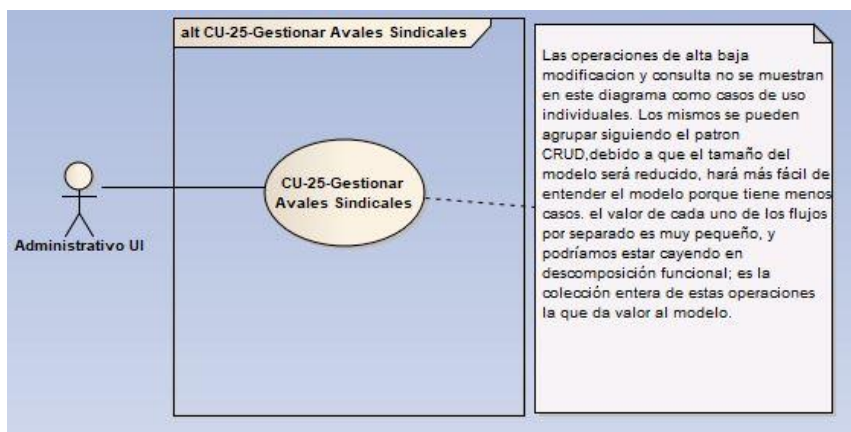 alt CU-25-Gestionar Avales Sindicales
CU-25-Gestionar
Avales Sindicales
Administrativo UI
Las operaciones de alta baja
modificacion y consulta no se muestran
en este diagrama como casos de uso
individuales. Los mismos se pueden
agrupar siguiendo el patron
CRUD,debido a que el tamaño del
modelo será reducido, hará más fácil de
entender el modelo porque tiene menos
casos. el valor de cada uno de los flujos
por separado es muy pequeño, y
podríamos estar cayendo en
descomposición funcional; es la
colección entera de estas operaciones
la que da valor al modelo.